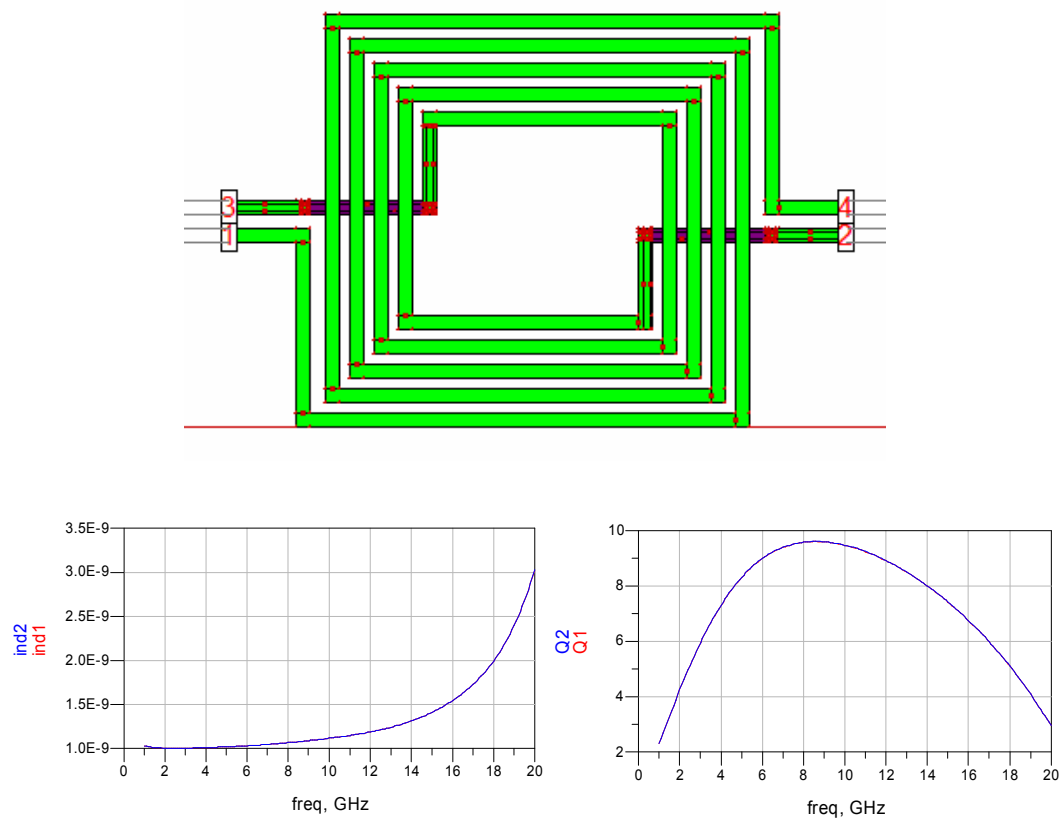 3
4
1
2
3.5E-9
3.0E-9
2.5E-9
2.0E-9
1.5E-9
1.0E-9
ind2
ind1
0 2 4 6 8 10 12 14 16 18 20
freq, GHz
10
8
6
4
2
Q2
Q1
0 2 4 6 8 10 12 14 16 18 20
freq, GHz